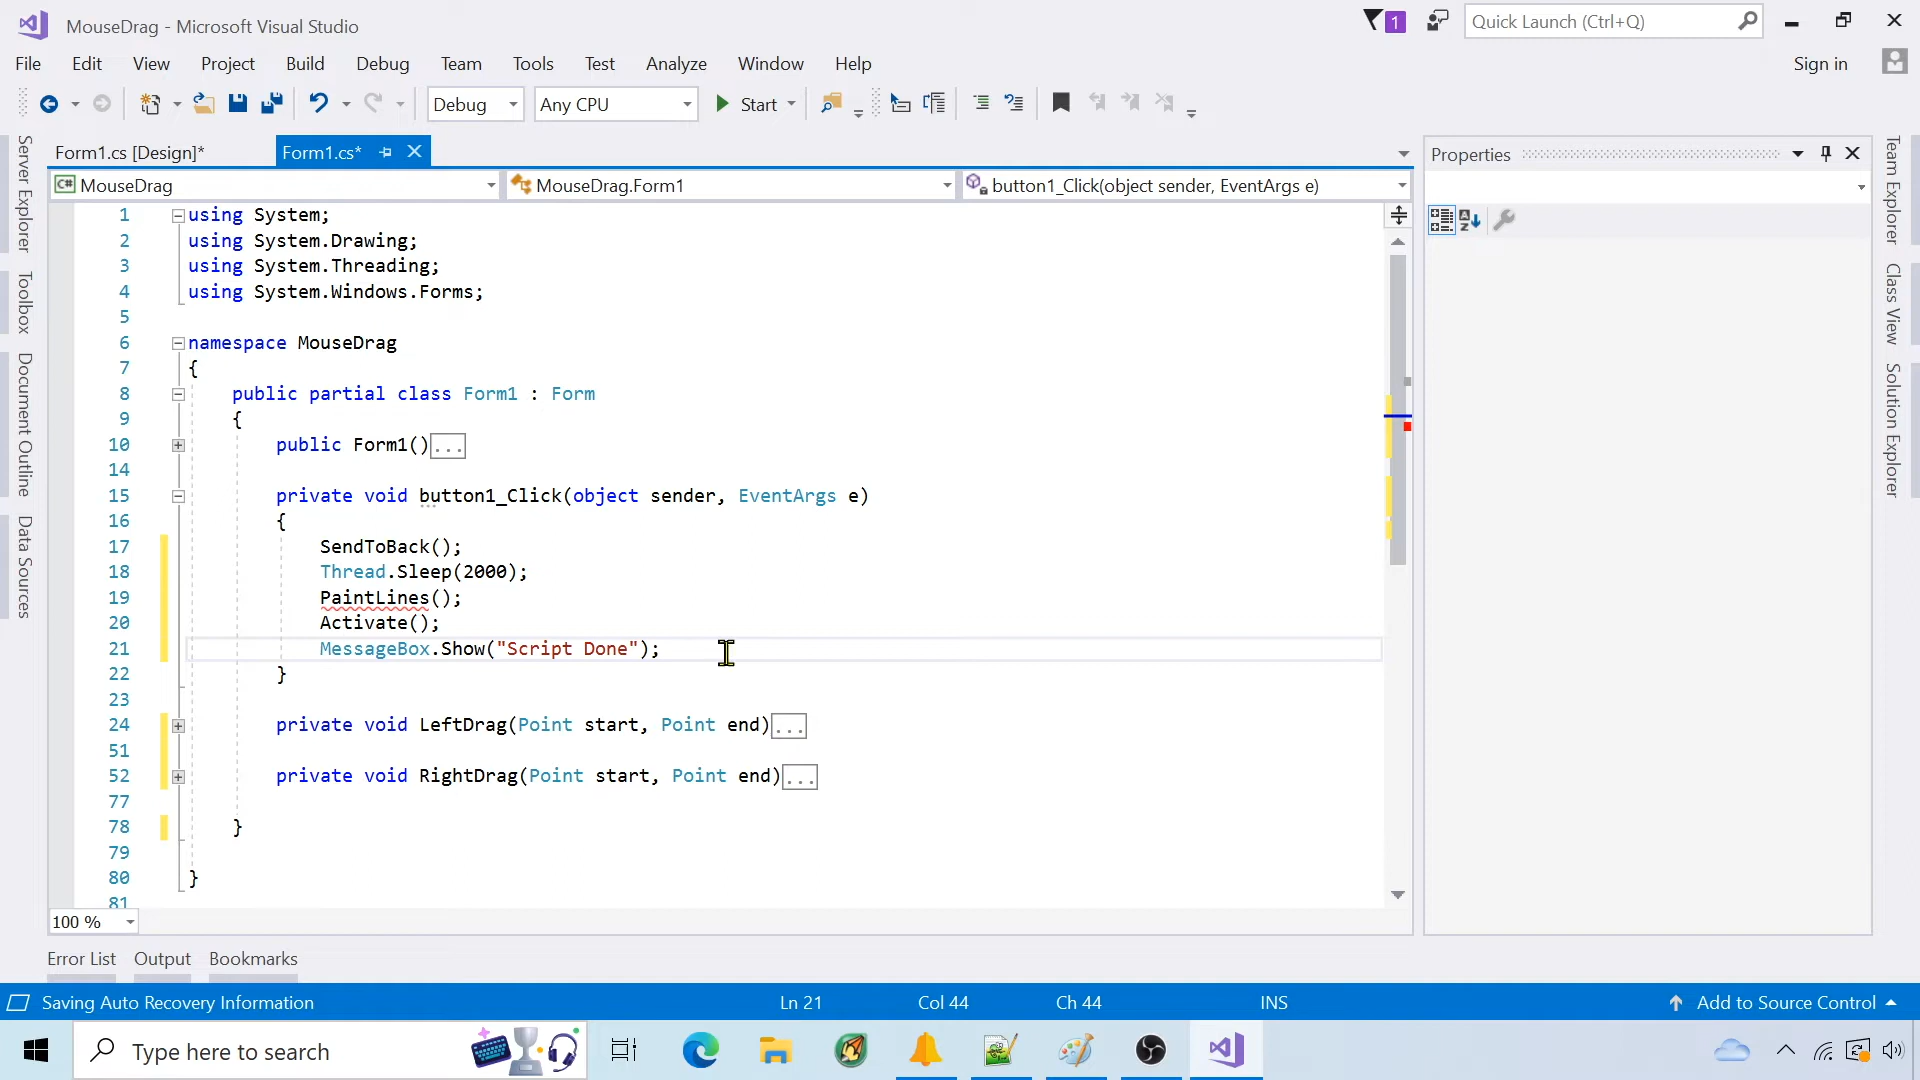 MouseDrag - Microsoft Visual Studio
1
Quick Launch (Ctrl+Q)
File Edit View Project Build Debug Team Tools Test Analyze Window Help
Sign in
Debug Any CPU Start
Server Explorer
Toolbox
Document Outline
Data Sources
Form1.cs [Design]*
Form1.cs*
MouseDrag
MouseDrag.Form1
button1_Click(object sender, EventArgs e)
1 using System;
2 using System.Drawing;
3 using System.Threading;
4 using System.Windows.Forms;
5
6 namespace MouseDrag
7 {
8 public partial class Form1 : Form
9 {
10 public Form1()...
14
15 private void button1_Click(object sender, EventArgs e)
16 {
17 SendToBack();
18 Thread.Sleep(2000);
19 PaintLines();
20 Activate();
21 MessageBox.Show("Script Done");
22 }
23
24 private void LeftDrag(Point start, Point end)...
51
52 private void RightDrag(Point start, Point end)...
77
78 }
79
80 }
81
100 %
Properties
Team Explorer
Class View
Solution Explorer
Error List Output Bookmarks
Saving Auto Recovery Information
Ln 21 Col 44 Ch 44 INS
Add to Source Control
Type here to search